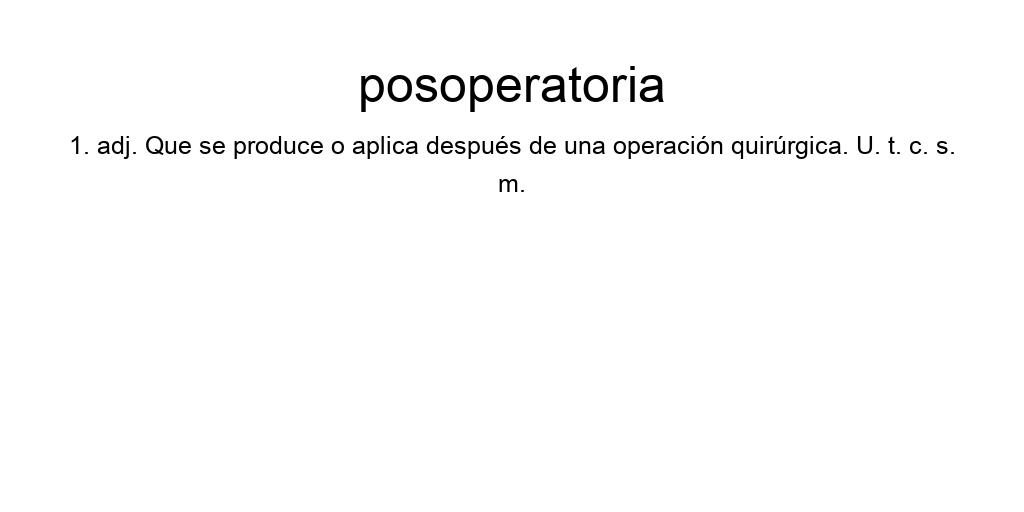 posoperatoria
1. adj. Que se produce o aplica después de una operación quirúrgica. U. t. c. s.
m.